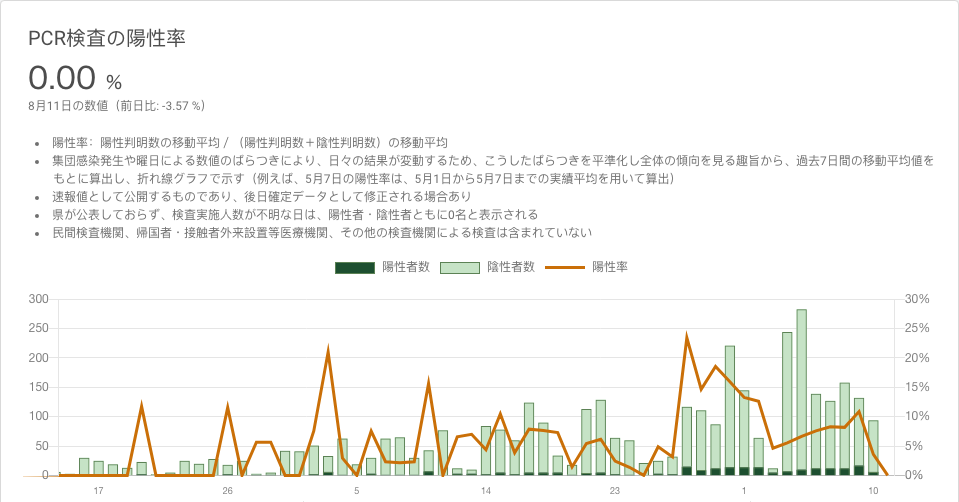 PCR検査の陽性率
0.00 %
8月11日の数値（前日比: -3.57 %）
• 陽性率：陽性判明数の移動平均 / （陽性判明数＋陰性判明数）の移動平均
• 集団感染発生や曜日による数値のばらつきにより、日々の結果が変動するため、こうしたばらつきを平準化し全体の傾向を見る趣旨から、過去7日間の移動平均値を
もとに算出し、折れ線グラフで示す（例えば、5月7日の陽性率は、5月1日から5月7日までの実績平均を用いて算出）
• 速報値として公開するものであり、後日確定データとして修正される場合あり
• 県が公表しておらず、検査実施人数が不明な日は、陽性者・陰性者ともに0名と表示される
• 民間検査機関、帰国者・接触者外来設置等医療機関、その他の検査機関による検査は含まれていない
陽性者数 陰性者数 陽性率
300 30%
250 25%
200 20%
150 15%
100 10%
50 5%
0 0%
17 26 5 14 23 1 10